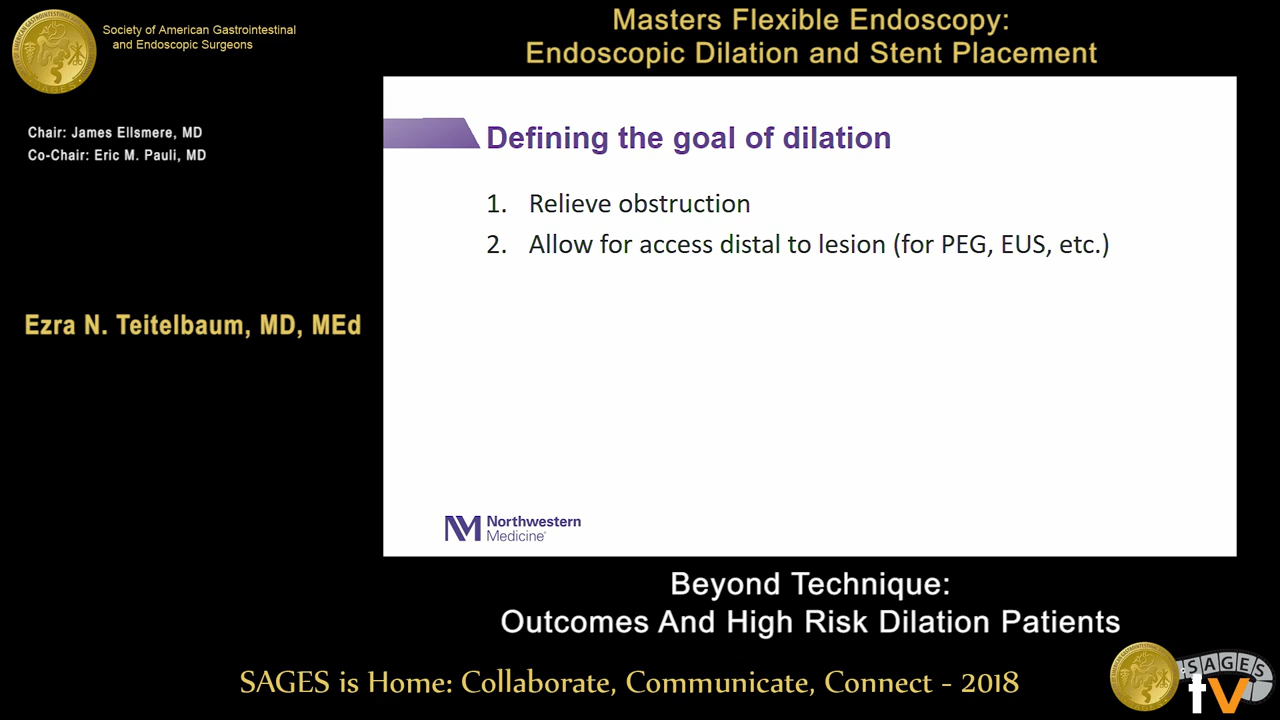 Society of American Gastrointestinal
and Endoscopic Surgeons
Masters Flexible Endoscopy:
Endoscopic Dilation and Stent Placement
Chair: James Ellsmere, MD
Co-Chair: Eric M. Pauli, MD
Defining the goal of dilation
1. Relieve obstruction
2. Allow for access distal to lesion (for PEG, EUS, etc.)
Ezra N. Teitelbaum, MD, MEd
Northwestern
Medicine
Beyond Technique:
Outcomes And High Risk Dilation Patients
SAGES is Home: Collaborate, Communicate, Connect - 2018
SAGES
tv